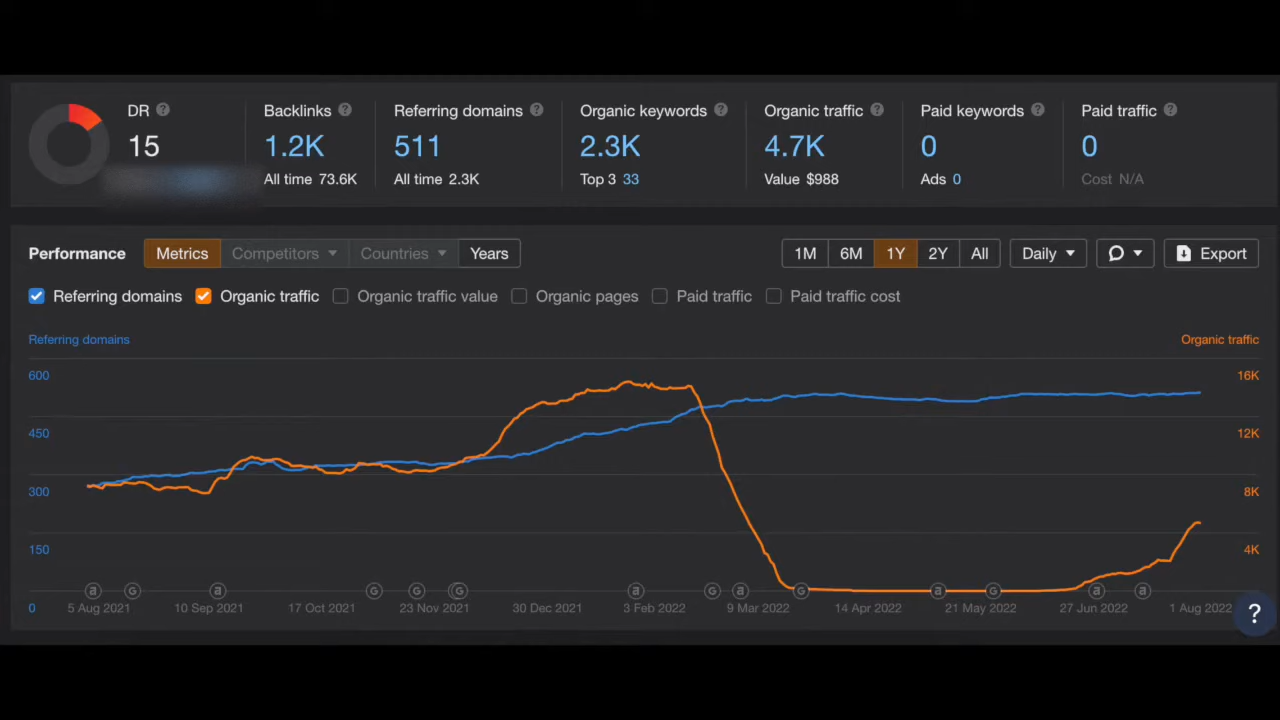 DR ? Backlinks ? Referring domains ? Organic keywords ? Organic traffic ? Paid keywords ? Paid traffic ?
15 1.2K 511 2.3K 4.7K 0 0
All time 73.6K All time 2.3K Top 3 33 Value $988 Ads 0 Cost N/A
Performance Metrics Competitors Countries Years 1M 6M 1Y 2Y All Daily Export
Referring domains Organic traffic Organic traffic value Organic pages Paid traffic Paid traffic cost
Referring domains Organic traffic
600 16K
450 12K
300 8K
150 4K
a G a G G G a G a G a G a a
0 5 Aug 2021 10 Sep 2021 17 Oct 2021 23 Nov 2021 30 Dec 2021 3 Feb 2022 9 Mar 2022 14 Apr 2022 21 May 2022 27 Jun 2022 1 Aug 2022 ?